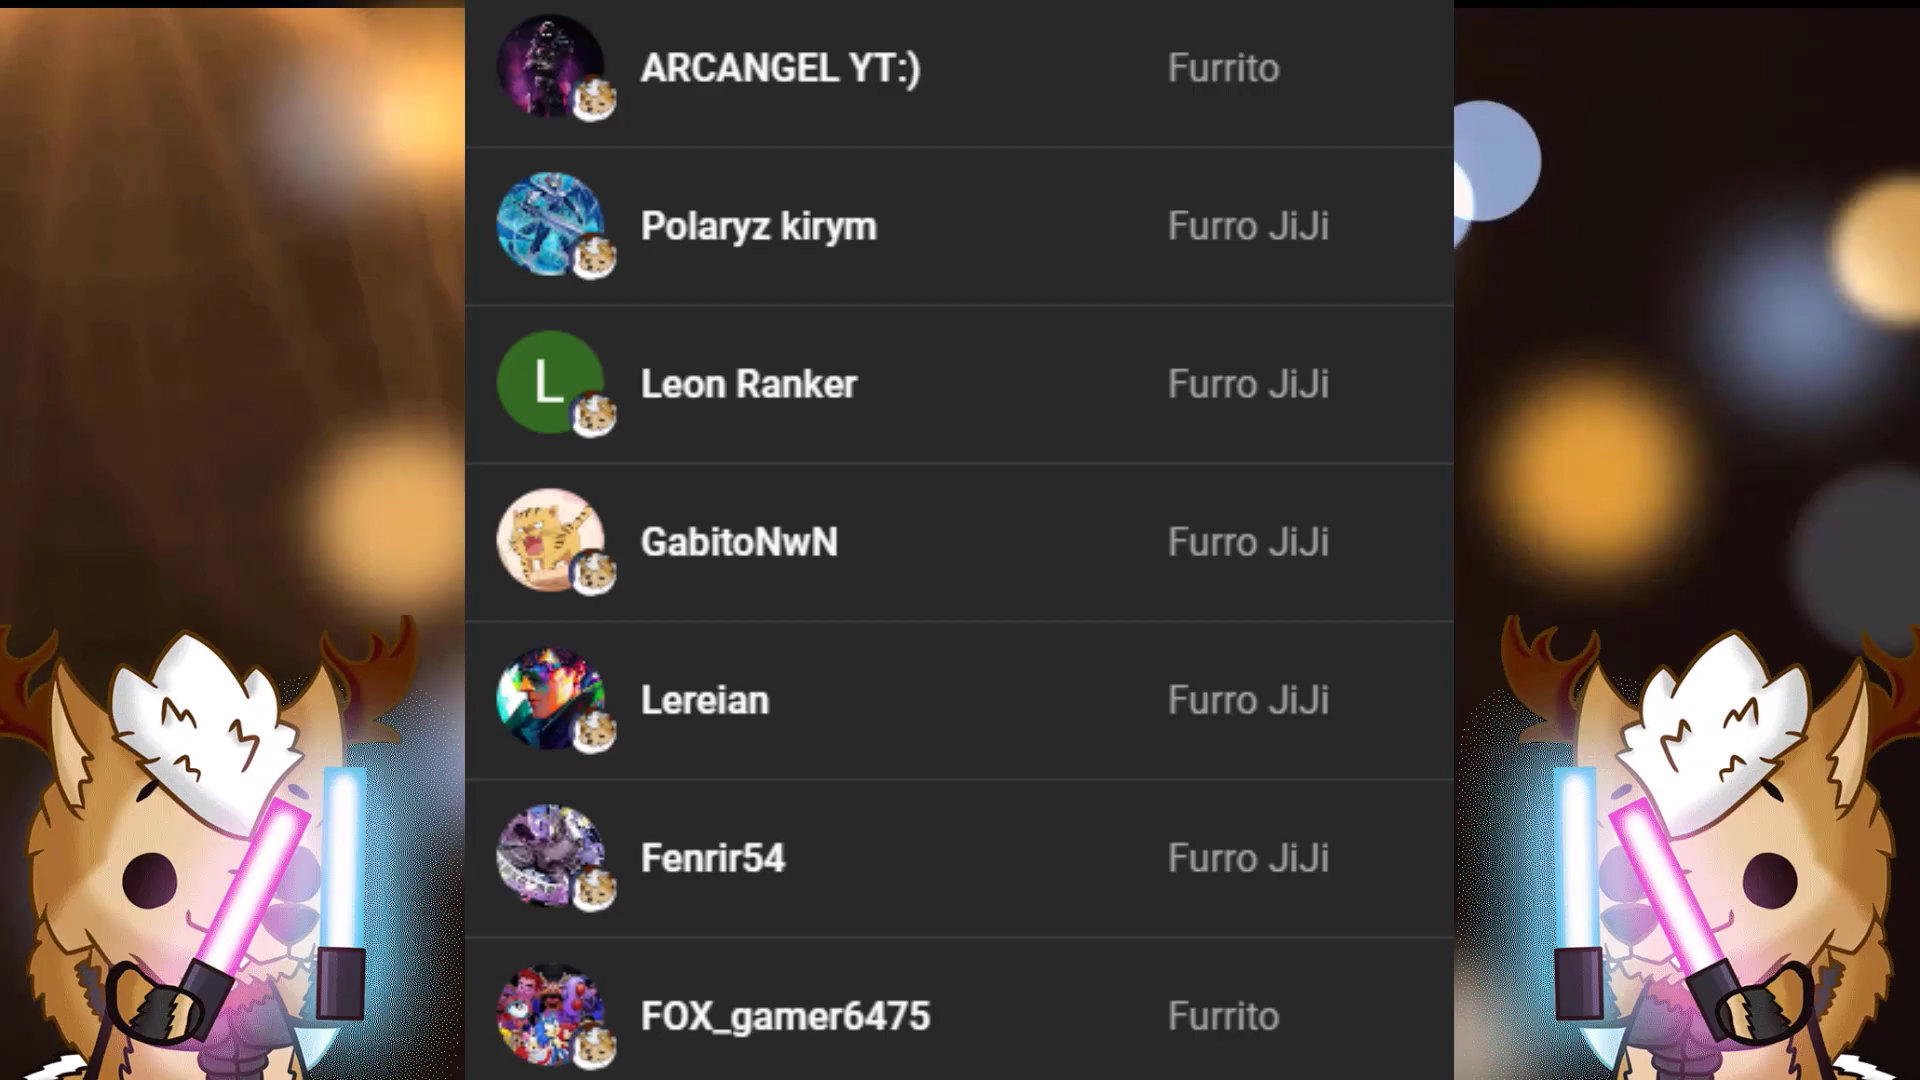 ARCANGEL YT:) Furrito
Polaryz kirym Furro JiJi
L Leon Ranker Furro JiJi
GabitoNwN Furro JiJi
Lereian Furro JiJi
Fenrir54 Furro JiJi
FOX_gamer6475 Furrito